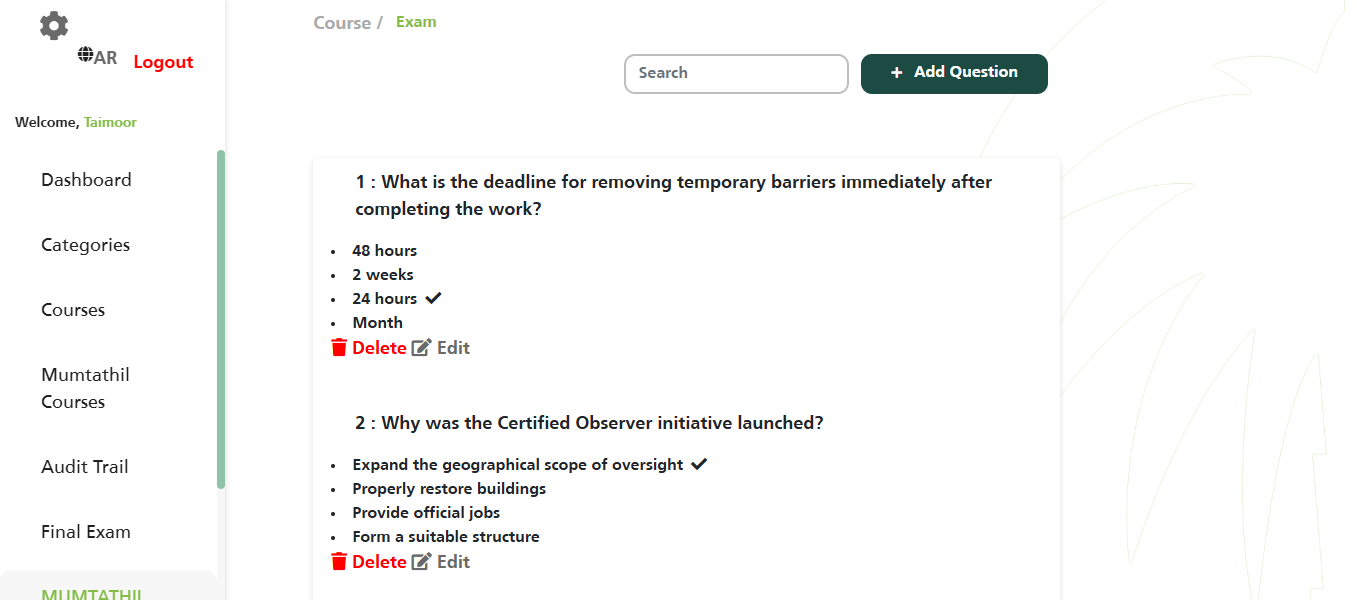 AR
Logout
Welcome, Taimoor
Dashboard
Categories
Courses
Mumtathil
Courses
Audit Trail
Final Exam
MUMTATHIL
Course / Exam
Search
+ Add Question
1 : What is the deadline for removing temporary barriers immediately after
completing the work?
• 48 hours
• 2 weeks
• 24 hours ✔
• Month
Delete Edit
2 : Why was the Certified Observer initiative launched?
• Expand the geographical scope of oversight ✔
• Properly restore buildings
• Provide official jobs
• Form a suitable structure
Delete Edit